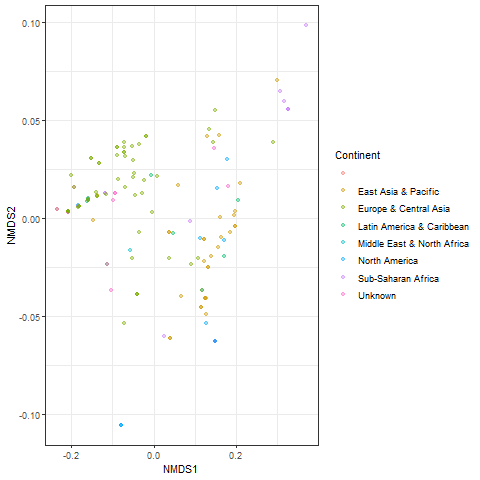 0.10
0.05
0.00
-0.05
-0.10
NMDS2
-0.2
0.0
0.2
NMDS1
Continent
East Asia & Pacific
Europe & Central Asia
Latin America & Caribbean
Middle East & North Africa
North America
Sub-Saharan Africa
Unknown